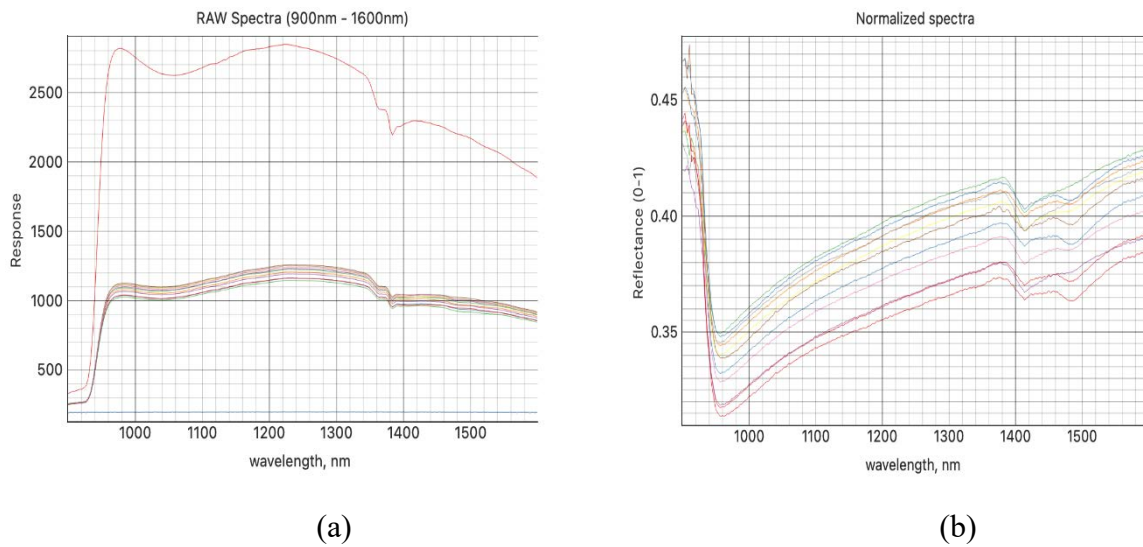 RAW Spectra (900nm - 1600nm)
Response
2500
2000
1500
1000
500
1000 1100 1200 1300 1400 1500
wavelength, nm
(a)
Normalized spectra
Reflectance (0-1)
0.45
0.40
0.35
1000 1100 1200 1300 1400 1500
wavelength, nm
(b)